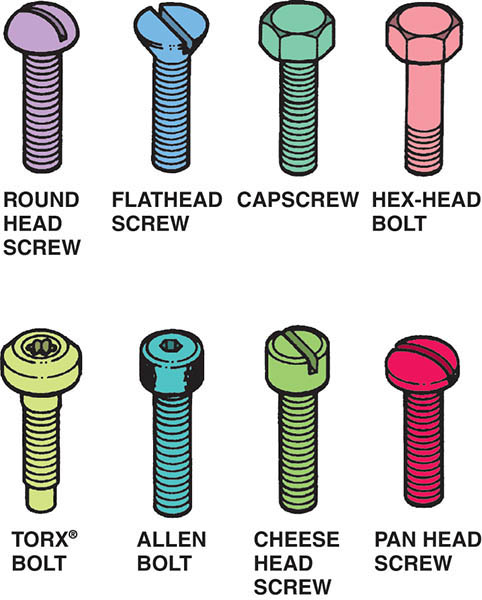 ROUND
HEAD
SCREW
FLATHEAD
SCREW
CAPSCREW
HEX-HEAD
BOLT
TORX®
BOLT
ALLEN
BOLT
CHEESE
HEAD
SCREW
PAN HEAD
SCREW